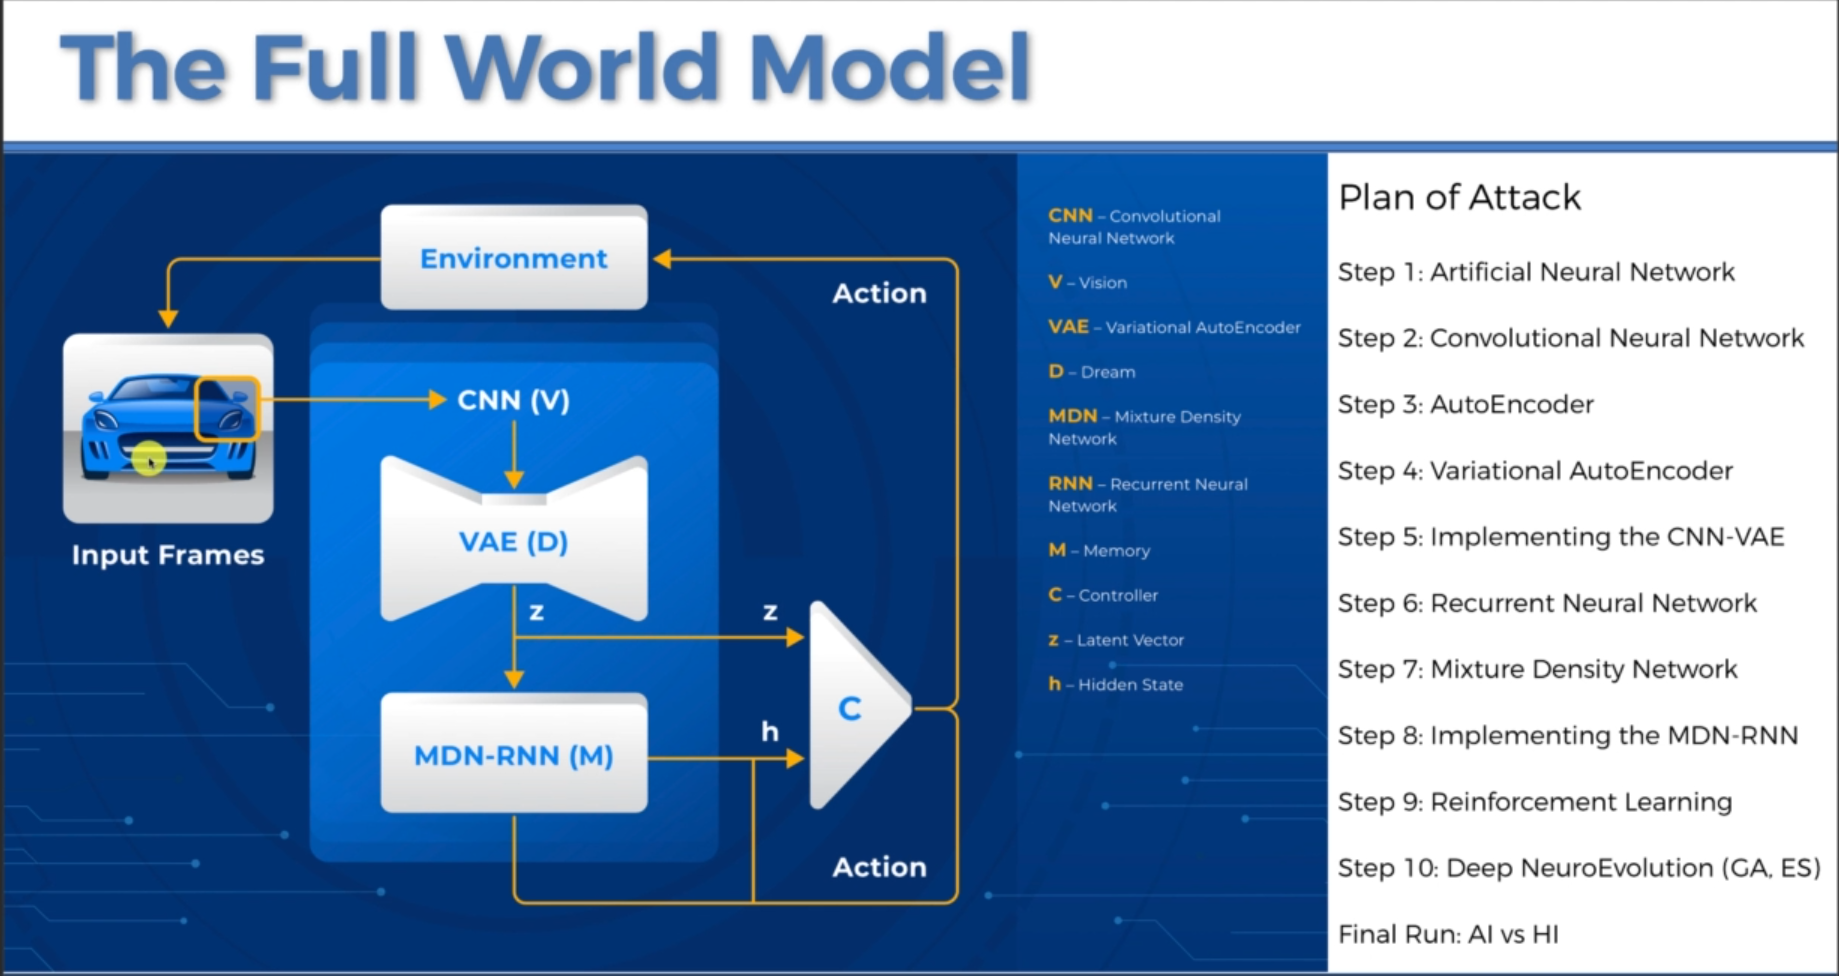 The Full World Model
Environment
Action
CNN (V)
VAE (D)
Input Frames
z
z
C
h
MDN-RNN (M)
Action
CNN – Convolutional
Neural Network
V – Vision
VAE – Variational AutoEncoder
D – Dream
MDN – Mixture Density
Network
RNN – Recurrent Neural
Network
M – Memory
C – Controller
z – Latent Vector
h – Hidden State
Plan of Attack
Step 1: Artificial Neural Network
Step 2: Convolutional Neural Network
Step 3: AutoEncoder
Step 4: Variational AutoEncoder
Step 5: Implementing the CNN-VAE
Step 6: Recurrent Neural Network
Step 7: Mixture Density Network
Step 8: Implementing the MDN-RNN
Step 9: Reinforcement Learning
Step 10: Deep NeuroEvolution (GA, ES)
Final Run: AI vs HI